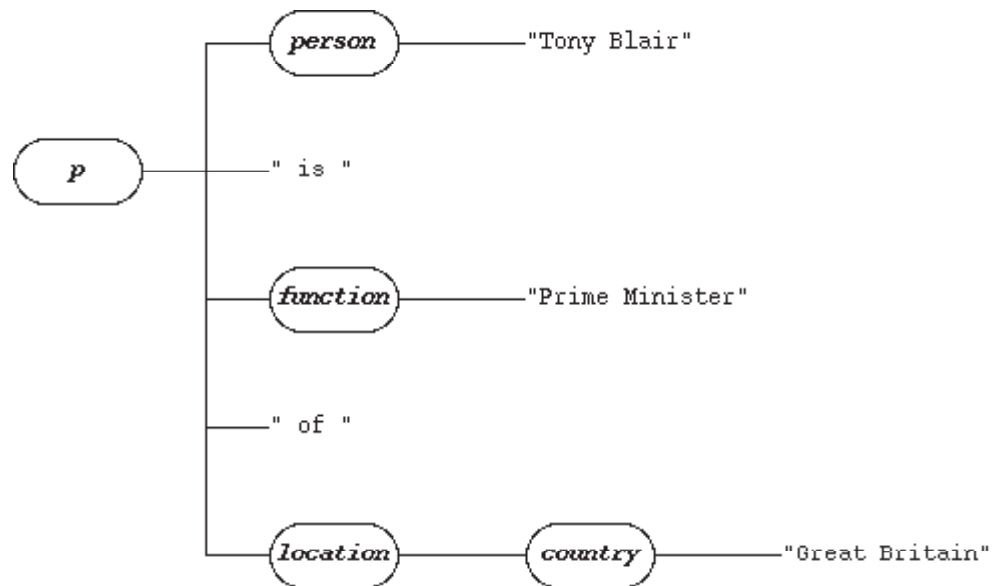 person "Tony Blair"
p " is "
function "Prime Minister"
" of "
location country "Great Britain"